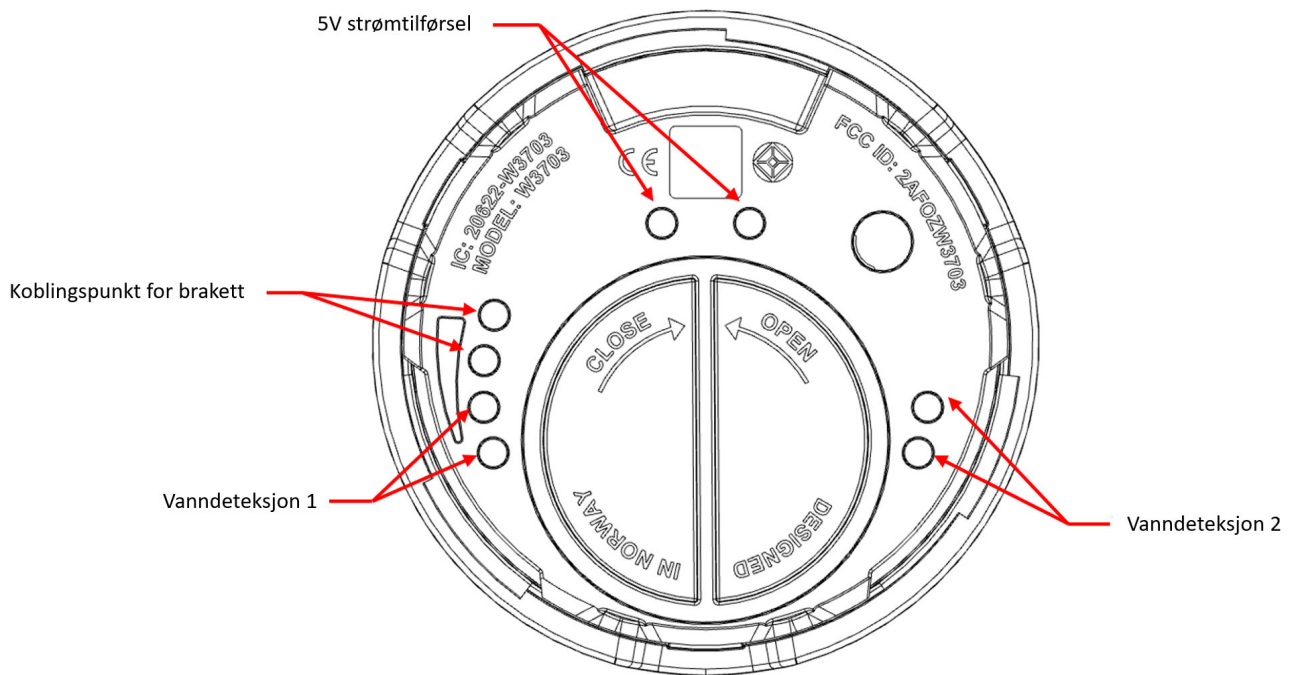 5V strømtilførsel
CE
IC: 20622-W3703
MODEL: W3703
FCC ID: 2AFOZW3703
Koblingspunkt for brakett
CLOSE
OPEN
Vanndeteksjon 1
IN NORWAY
DESIGNED
Vanndeteksjon 2